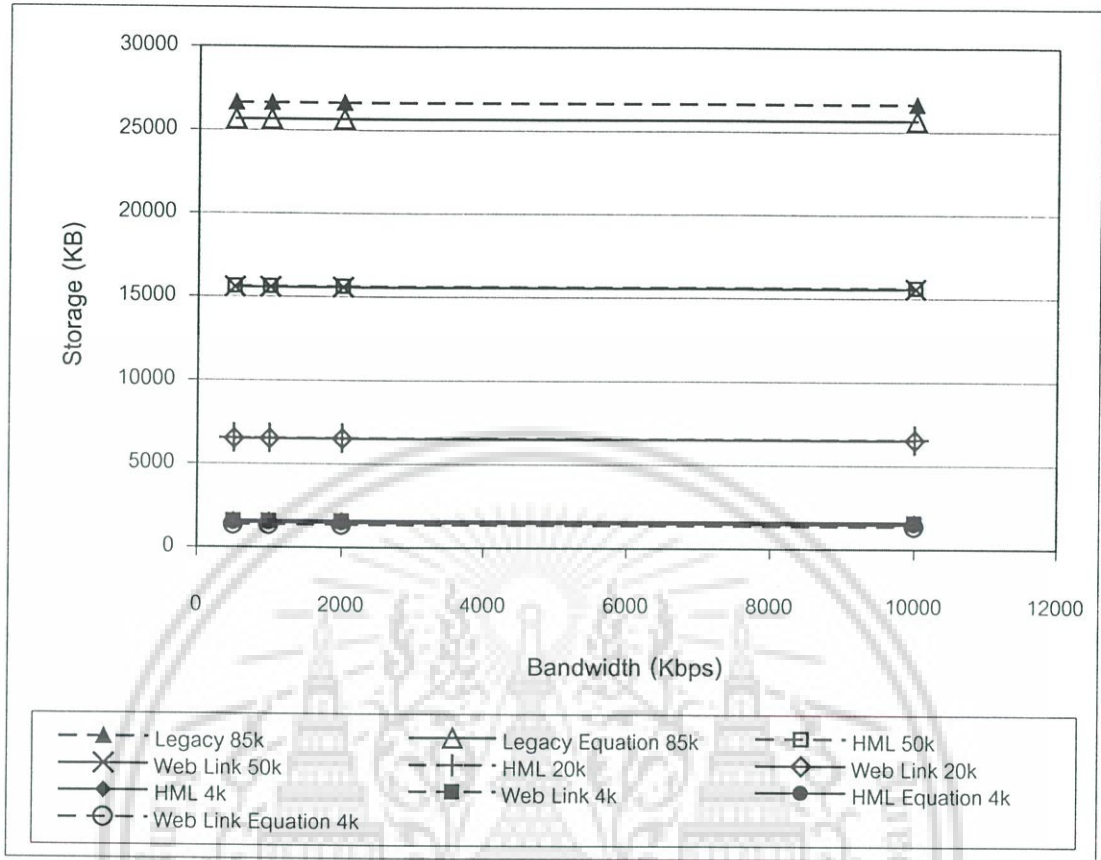 30000
25000
20000
15000
10000
5000
0
Storage (KB)
0 2000 4000 6000 8000 10000 12000
Bandwidth (Kbps)
Legacy 85k Legacy Equation 85k HML 50k
Web Link 50k HML 20k Web Link 20k
HML 4k Web Link 4k HML Equation 4k
Web Link Equation 4k